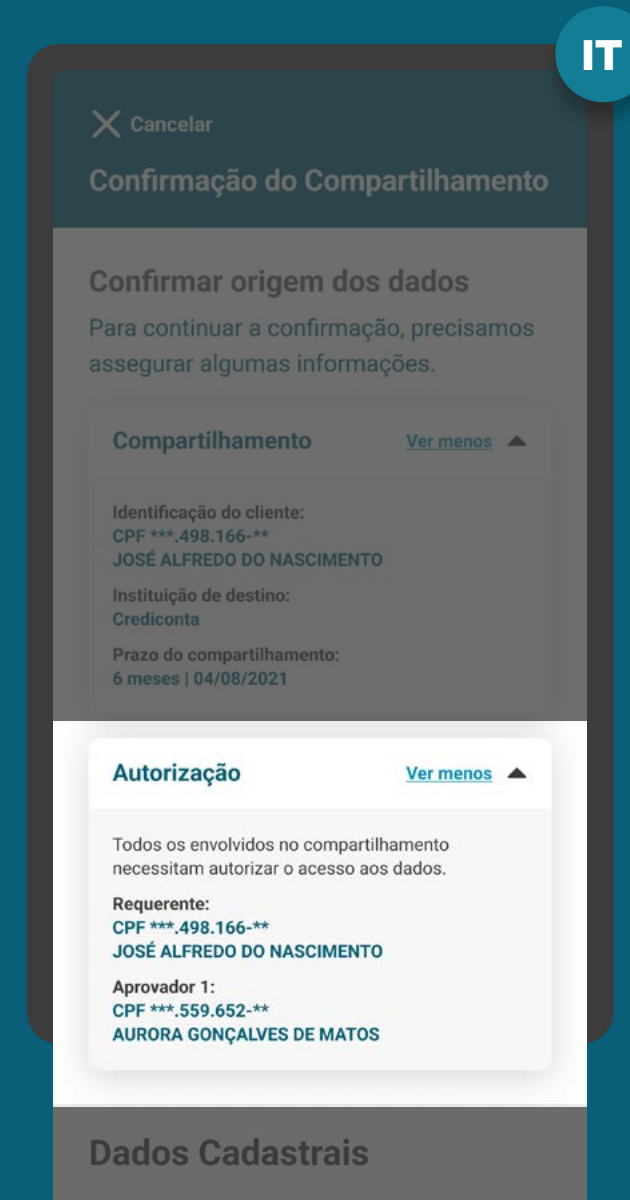 IT
Cancelar
Confirmação do Compartilhamento
Confirmar origem dos dados
Para continuar a confirmação, precisamos
assegurar algumas informações.
Compartilhamento Ver menos
Identificação do cliente:
CPF ***.498.166-**
JOSÉ ALFREDO DO NASCIMENTO
Instituição de destino:
Crediconta
Prazo do compartilhamento:
6 meses | 04/08/2021
Autorização Ver menos
Todos os envolvidos no compartilhamento
necessitam autorizar o acesso aos dados.
Requerente:
CPF ***.498.166-**
JOSÉ ALFREDO DO NASCIMENTO
Aprovador 1:
CPF ***.559.652-**
AURORA GONÇALVES DE MATOS
Dados Cadastrais